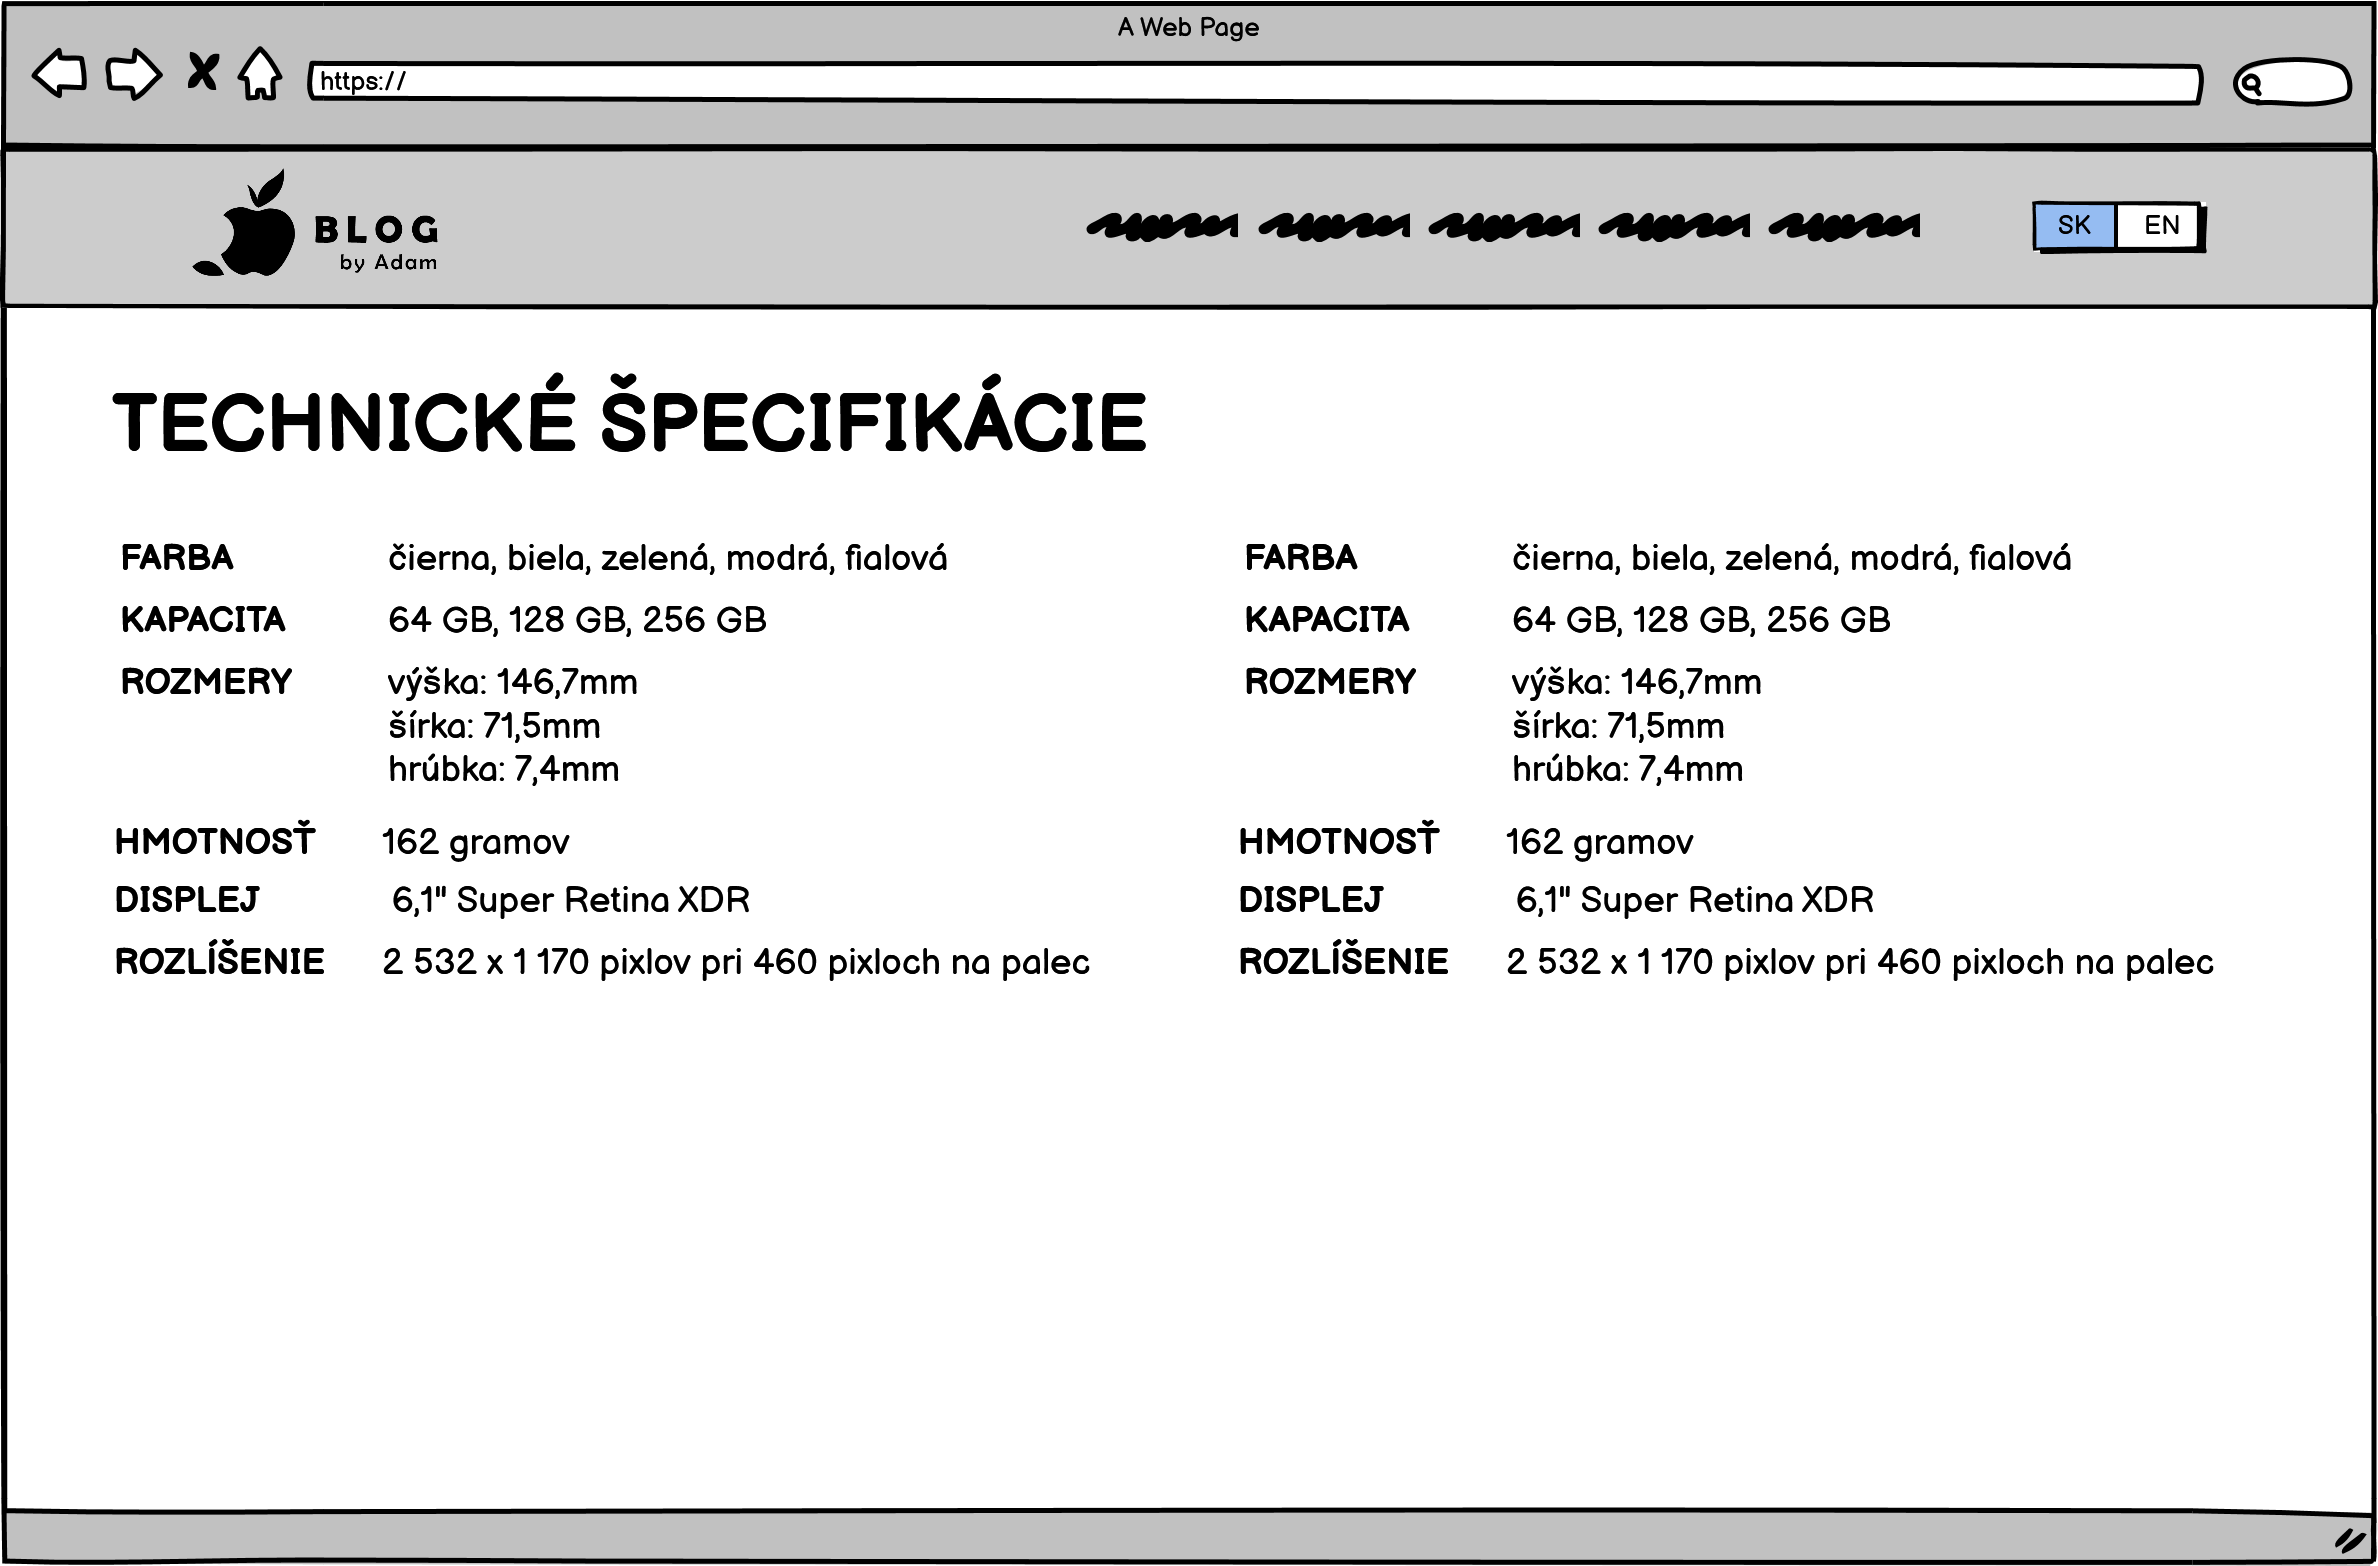 A Web Page
https://
BLOG
by Adam
SK EN
TECHNICKÉ ŠPECIFIKÁCIE
FARBA čierna, biela, zelená, modrá, fialová
KAPACITA 64 GB, 128 GB, 256 GB
ROZMERY výška: 146,7mm
šírka: 71,5mm
hrúbka: 7,4mm
HMOTNOSŤ 162 gramov
DISPLEJ 6,1" Super Retina XDR
ROZLÍŠENIE 2 532 x 1 170 pixlov pri 460 pixloch na palec
FARBA čierna, biela, zelená, modrá, fialová
KAPACITA 64 GB, 128 GB, 256 GB
ROZMERY výška: 146,7mm
šírka: 71,5mm
hrúbka: 7,4mm
HMOTNOSŤ 162 gramov
DISPLEJ 6,1" Super Retina XDR
ROZLÍŠENIE 2 532 x 1 170 pixlov pri 460 pixloch na palec